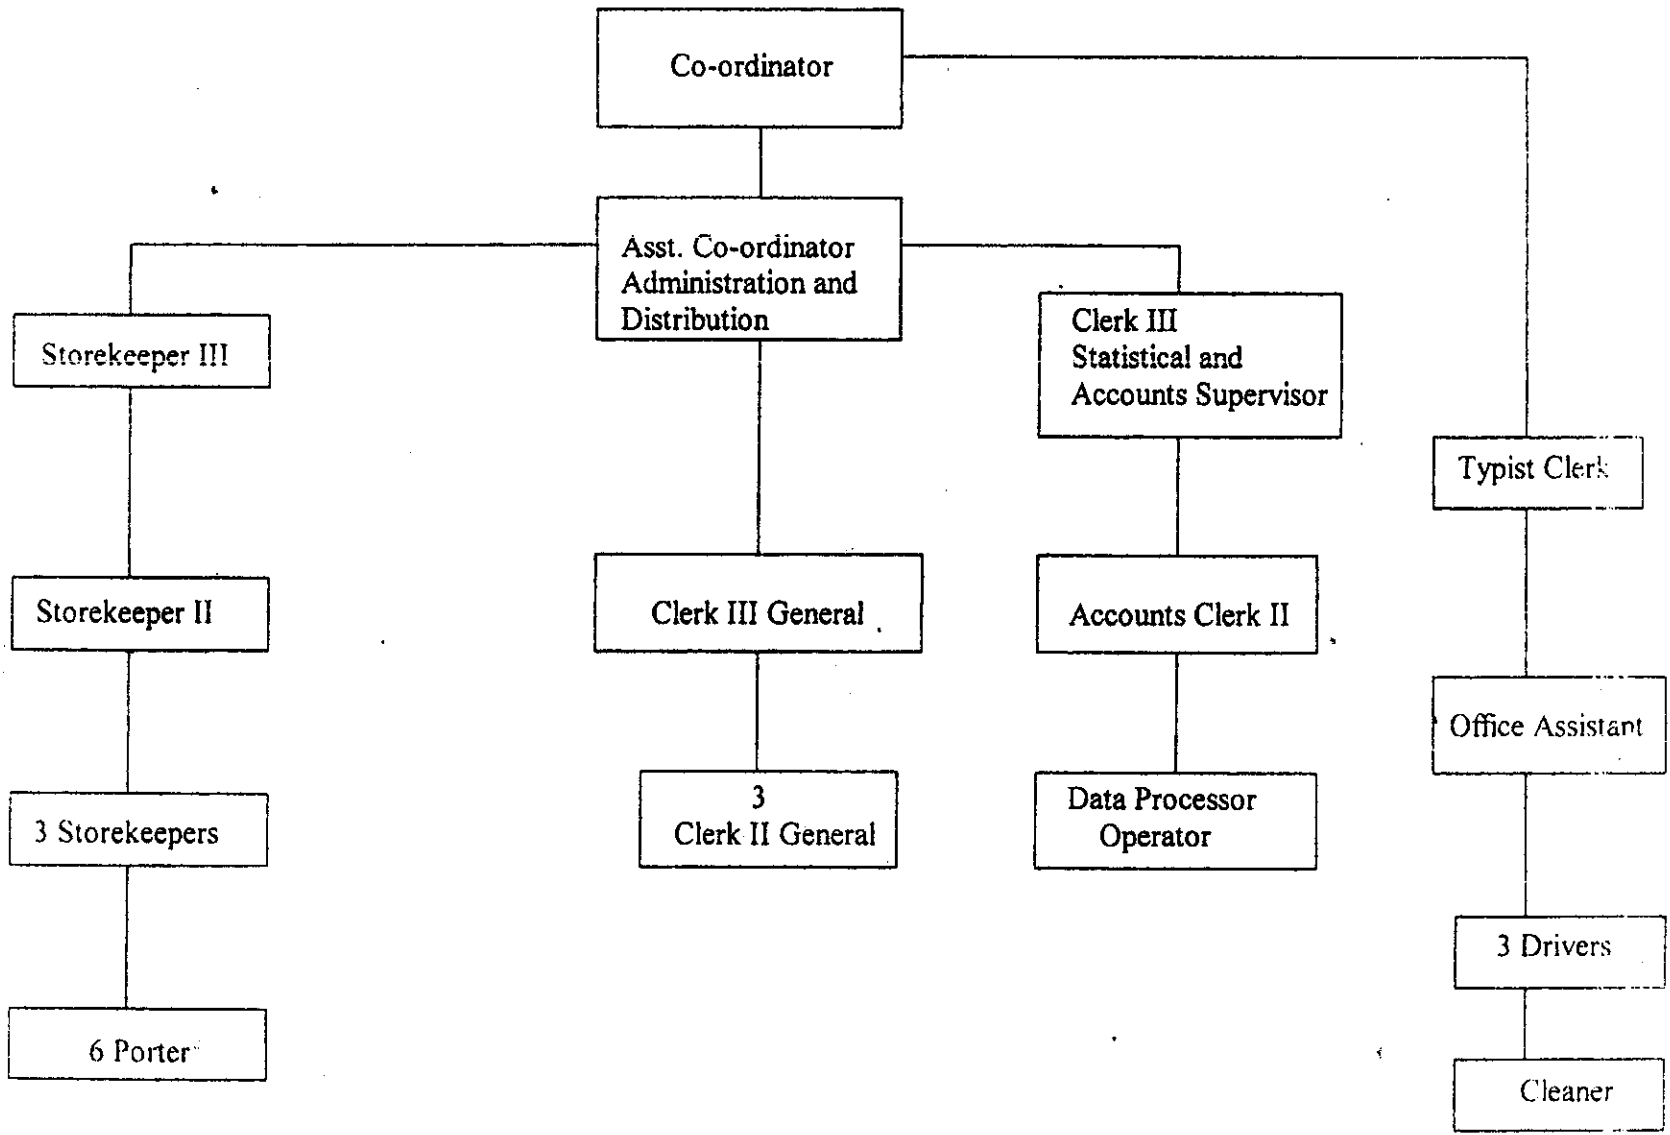 Co-ordinator
Asst. Co-ordinator
Administration and
Distribution
Storekeeper III
Clerk III
Statistical and
Accounts Supervisor
Typist Clerk
Storekeeper II
Clerk III General
Accounts Clerk II
Office Assistant
3 Storekeepers
3
Clerk II General
Data Processor
Operator
3 Drivers
6 Porter
Cleaner